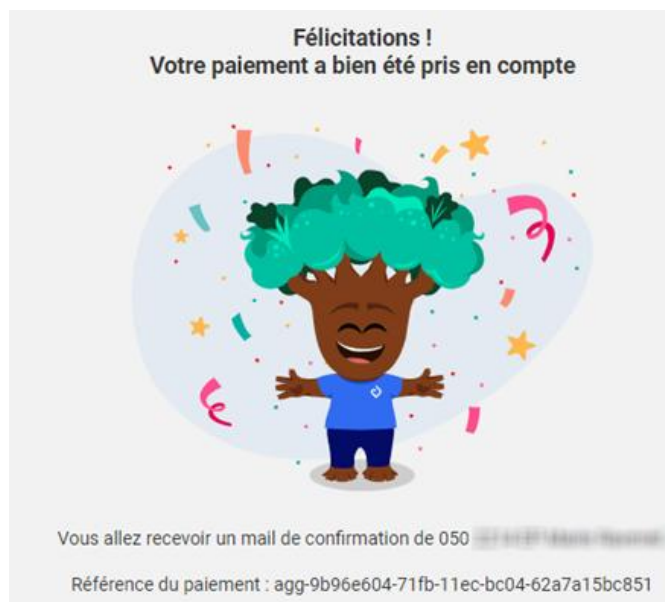 Félicitations !
Votre paiement a bien été pris en compte
Vous allez recevoir un mail de confirmation de 050
Référence du paiement : agg-9b96e604-71fb-11ec-bc04-62a7a15bc851